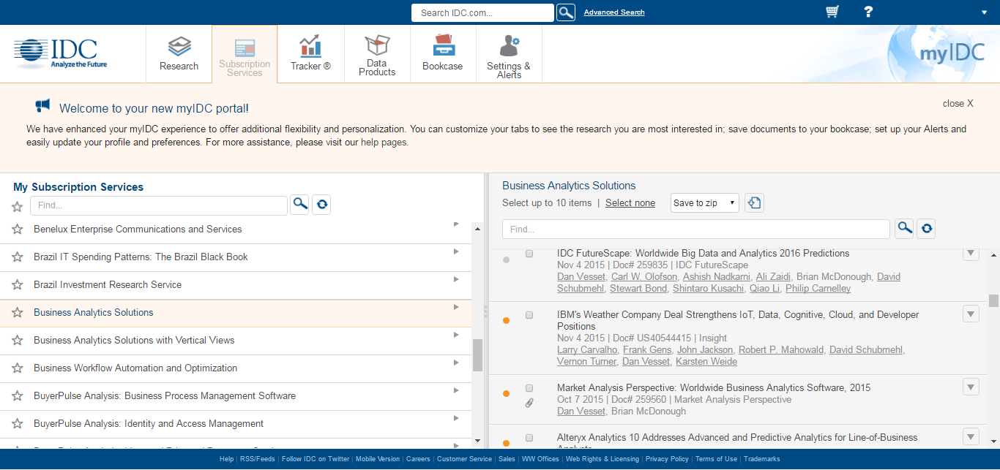 Search IDC.com...
Advanced Search
?
IDC
Analyze the Future
Research
Subscription
Services
Tracker ®
Data
Products
Bookcase
Settings &
Alerts
myIDC
Welcome to your new myIDC portal!
close X
We have enhanced your myIDC experience to offer additional flexibility and personalization. You can customize your tabs to see the research you are most interested in; save documents to your bookcase; set up your Alerts and
easily update your profile and preferences. For more assistance, please visit our help pages.
My Subscription Services
Find...
Benelux Enterprise Communications and Services
Brazil IT Spending Patterns: The Brazil Black Book
Brazil Investment Research Service
Business Analytics Solutions
Business Analytics Solutions with Vertical Views
Business Workflow Automation and Optimization
BuyerPulse Analysis: Business Process Management Software
BuyerPulse Analysis: Identity and Access Management
Business Analytics Solutions
Select up to 10 items | Select none
Save to zip
Find...
IDC FutureScape: Worldwide Big Data and Analytics 2016 Predictions
Nov 4 2015 | Doc# 259835 | IDC FutureScape
Dan Vesset, Carl W. Olofson, Ashish Nadkarni, Ali Zaidi, Brian McDonough, David
Schubmehl, Stewart Bond, Shintaro Kusachi, Qiao Li, Philip Carnelley
IBM's Weather Company Deal Strengthens IoT, Data, Cognitive, Cloud, and Developer
Positions
Nov 4 2015 | Doc# US40544415 | Insight
Larry Carvalho, Frank Gens, John Jackson, Robert P. Mahowald, David Schubmehl,
Vernon Turner, Dan Vesset, Karsten Weide
Market Analysis Perspective: Worldwide Business Analytics Software, 2015
Oct 7 2015 | Doc# 259560 | Market Analysis Perspective
Dan Vesset, Brian McDonough
Alteryx Analytics 10 Addresses Advanced and Predictive Analytics for Line-of-Business
Help | RSS/Feeds | Follow IDC on Twitter | Mobile Version | Careers | Customer Service | Sales | WW Offices | Web Rights & Licensing | Privacy Policy | Terms of Use | Trademarks